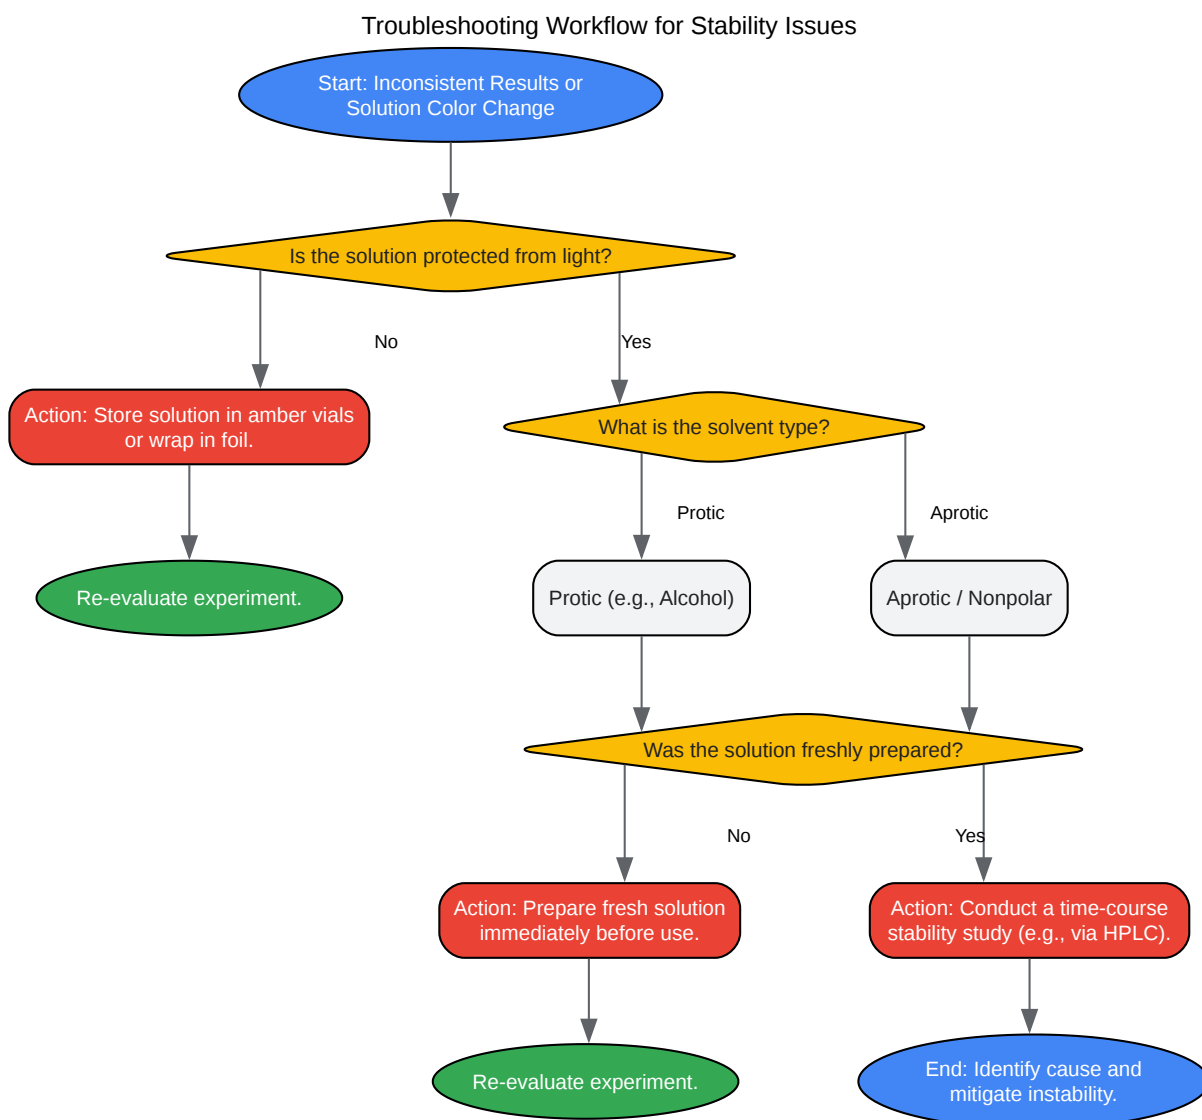 Troubleshooting Workflow for Stability Issues
Start: Inconsistent Results or
Solution Color Change
Is the solution protected from light?
No
Yes
Action: Store solution in amber vials
or wrap in foil.
What is the solvent type?
Protic
Aprotic
Re-evaluate experiment.
Protic (e.g., Alcohol)
Aprotic / Nonpolar
Was the solution freshly prepared?
No
Yes
Action: Prepare fresh solution
immediately before use.
Action: Conduct a time-course
stability study (e.g., via HPLC).
Re-evaluate experiment.
End: Identify cause and
mitigate instability.